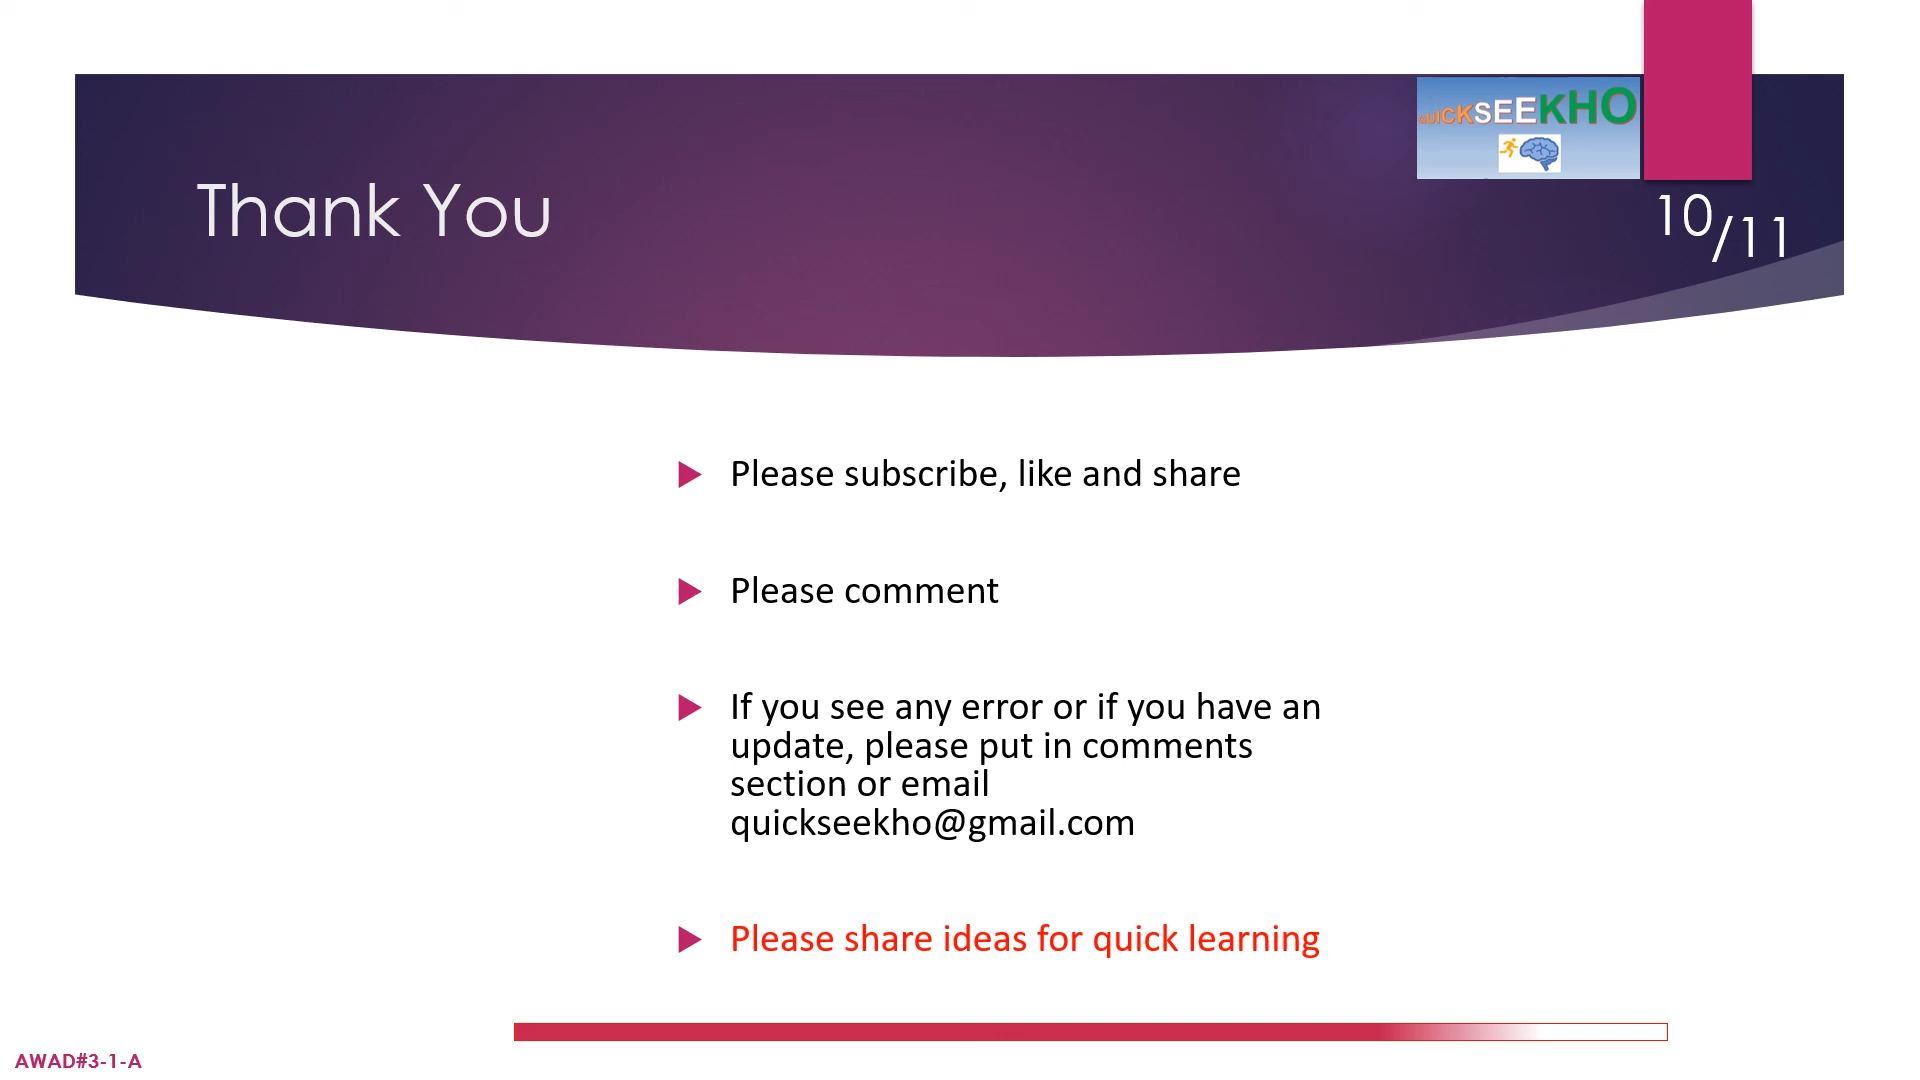 QUICKSEEKHO
Thank You
10/11
Please subscribe, like and share
Please comment
If you see any error or if you have an
update, please put in comments
section or email
quickseekho@gmail.com
Please share ideas for quick learning
AWAD#3-1-A